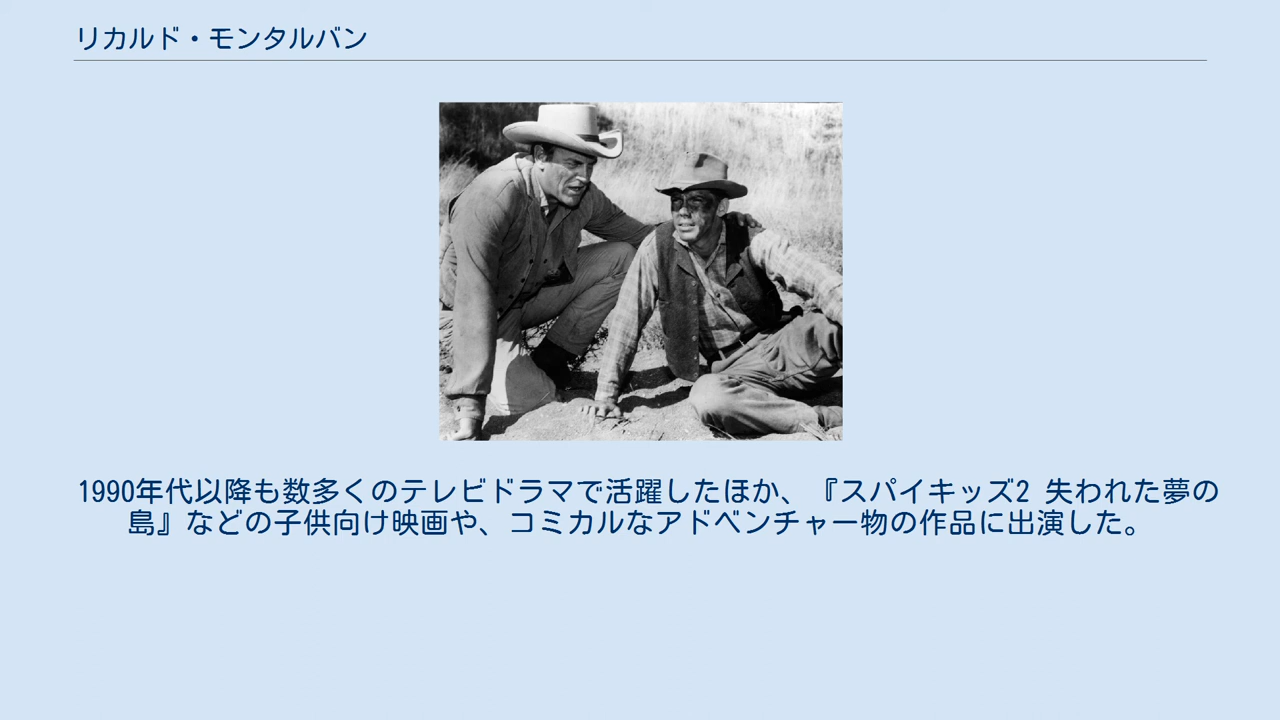 リカルド・モンタルバン
1990年代以降も数多くのテレビドラマで活躍したほか、『スパイキッズ2 失われた夢の
島』などの子供向け映画や、コミカルなアドベンチャー物の作品に出演した。